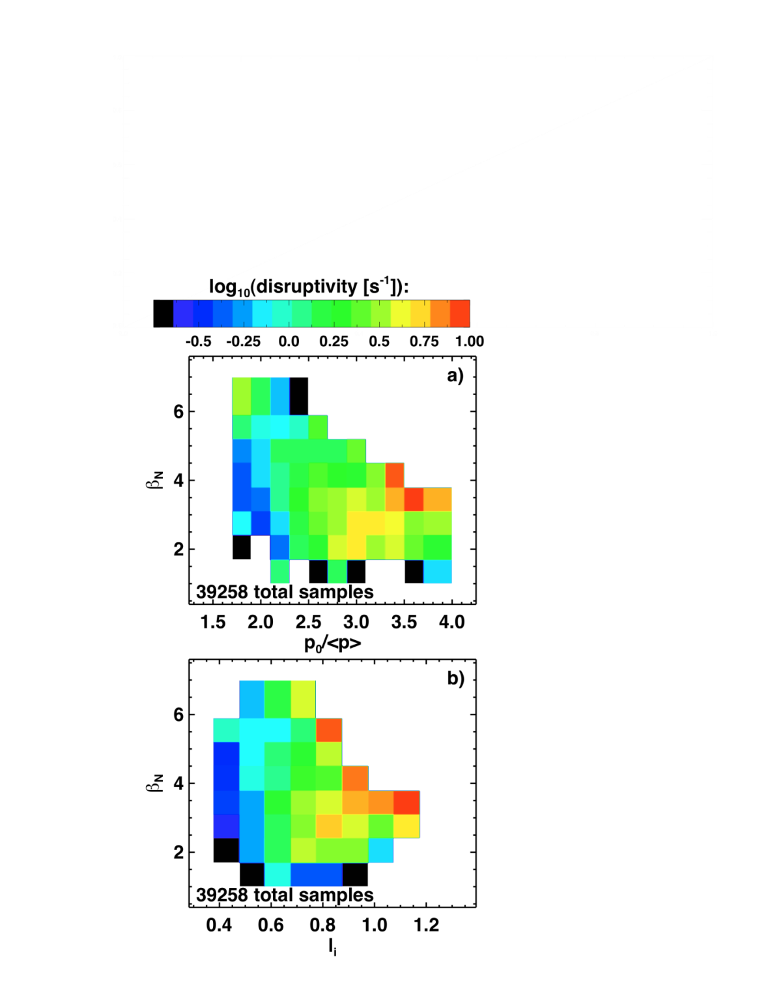 log₁₀(disruptivity [s⁻¹]):
-0.5 -0.25 0.0 0.25 0.5 0.75 1.00
a)
6
4
2
βN
39258 total samples
1.5 2.0 2.5 3.0 3.5 4.0
p₀/<p>
b)
6
4
2
βN
39258 total samples
0.4 0.6 0.8 1.0 1.2
lᵢ